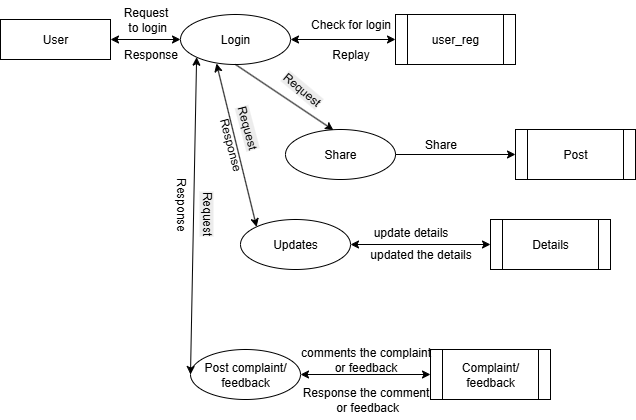 Request
to login
User
Response
Login
Check for login
Replay
user_reg
Request
Request
Response
Share
Share
Post
Response
Request
Updates
update details
updated the details
Details
Post complaint/
feedback
comments the complaint
or feedback
Response the comment
or feedback
Complaint/
feedback